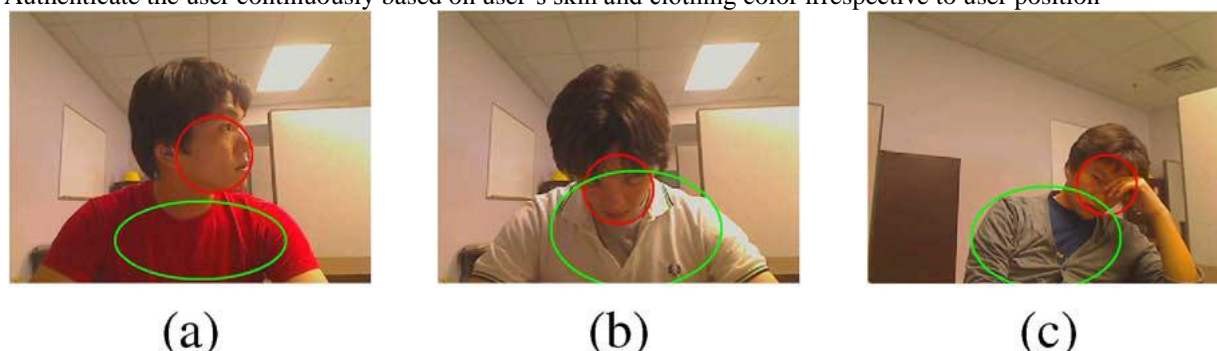 Authenticate the user continuously based on user's skin and clothing color irrespective to user position
(a) (b) (c)